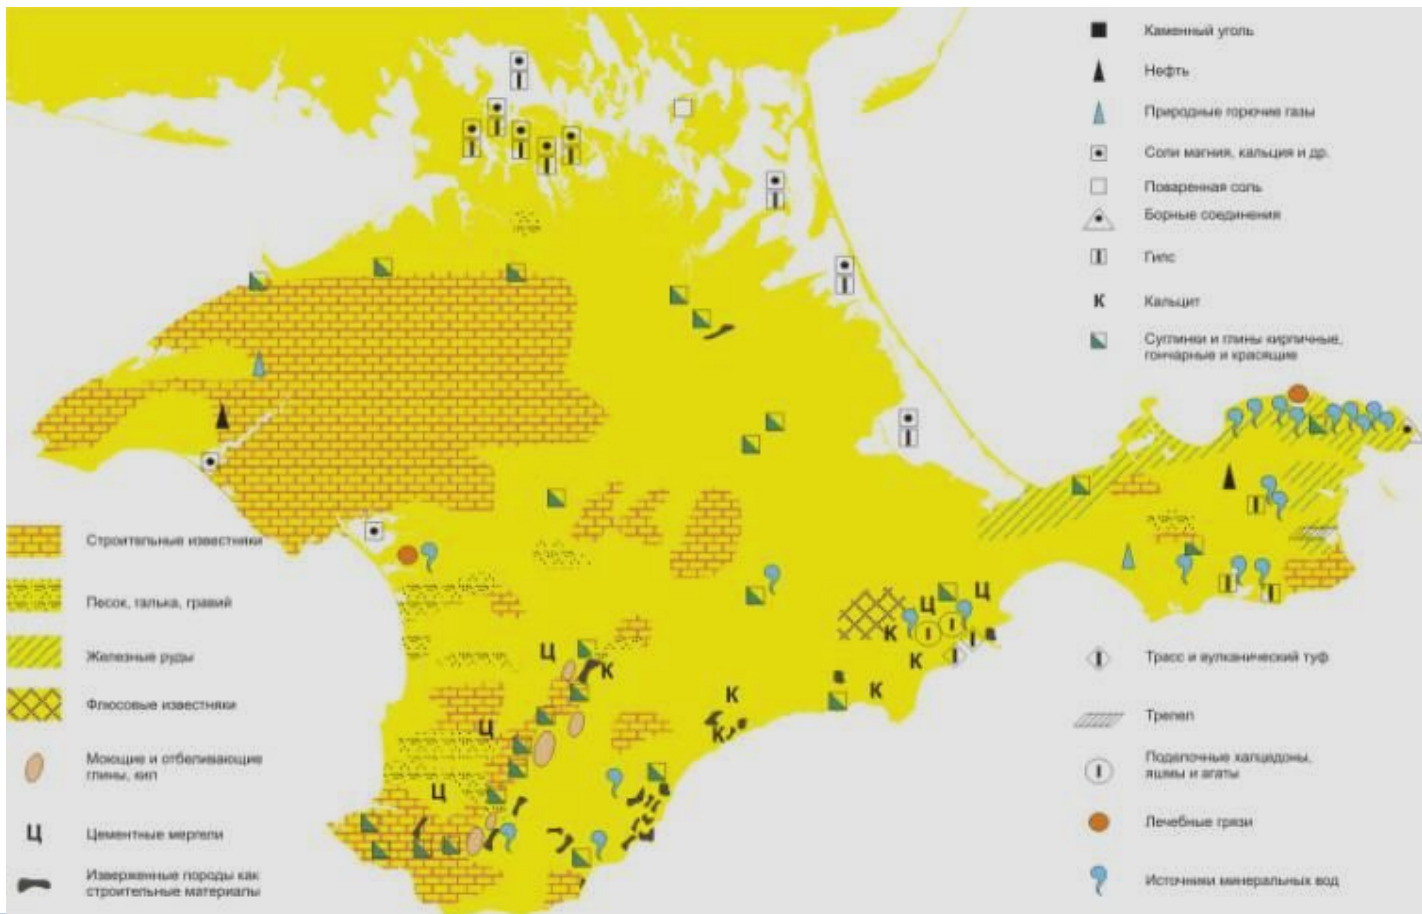 Каменный уголь
Нефть
Природные горючие газы
Соли магния, кальция и др.
Поваренная соль
Борные соединения
Гипс
К
Кальцит
Суглинки и глины кирпичные,
гончарные и красящие
Строительные известняки
Песок, галька, гравий
Железные руды
Флюсовые известняки
Моющие и отбеливающие
глины, кил
Ц
Цементные мергели
Изверженные породы как
строительные материалы
Трасс и вулканический туф
Трепел
Поделочные халцедоны,
яшмы и агаты
Лечебные грязи
Источники минеральных вод
Ц
Ц
К
Ц
К
К
Ц
К
К
Ц
К